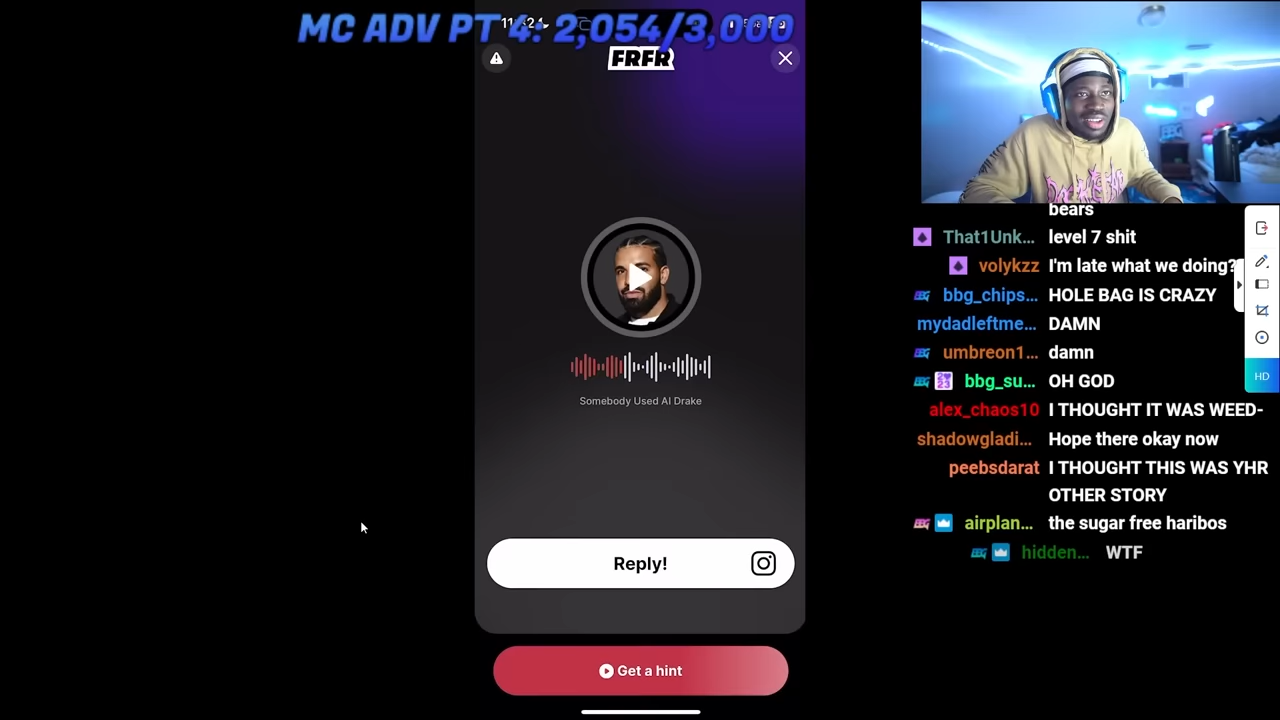 MC ADV PT 4: 2,054/3,000
FRFR
Somebody Used AI Drake
Reply!
Get a hint
bears
That1Unk... level 7 shit
volykzz I'm late what we doing?
bbg_chips... HOLE BAG IS CRAZY
mydadleftme... DAMN
umbreon1... damn
bbg_su... OH GOD
alex_chaos10 I THOUGHT IT WAS WEED-
shadowgladi... Hope there okay now
peebsdarat I THOUGHT THIS WAS YHR
OTHER STORY
airplan... the sugar free haribos
hidden... WTF
HD